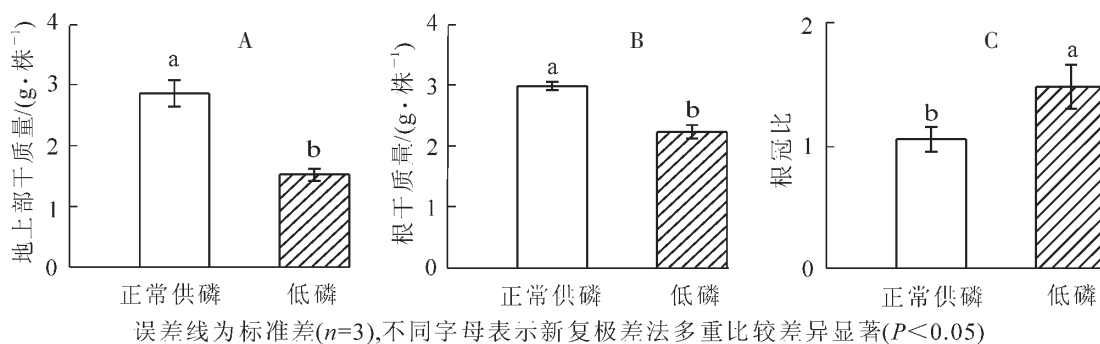 A
地上部干质量/(g·株⁻¹)
4
3
2
1
0
a
b
正常供磷 低磷
B
根干质量/(g·株⁻¹)
4
3
2
1
0
a
b
正常供磷 低磷
C
根冠比
2
1
0
b
a
正常供磷 低磷
误差线为标准差(n=3),不同字母表示新复极差法多重比较差异显著(P<0.05)